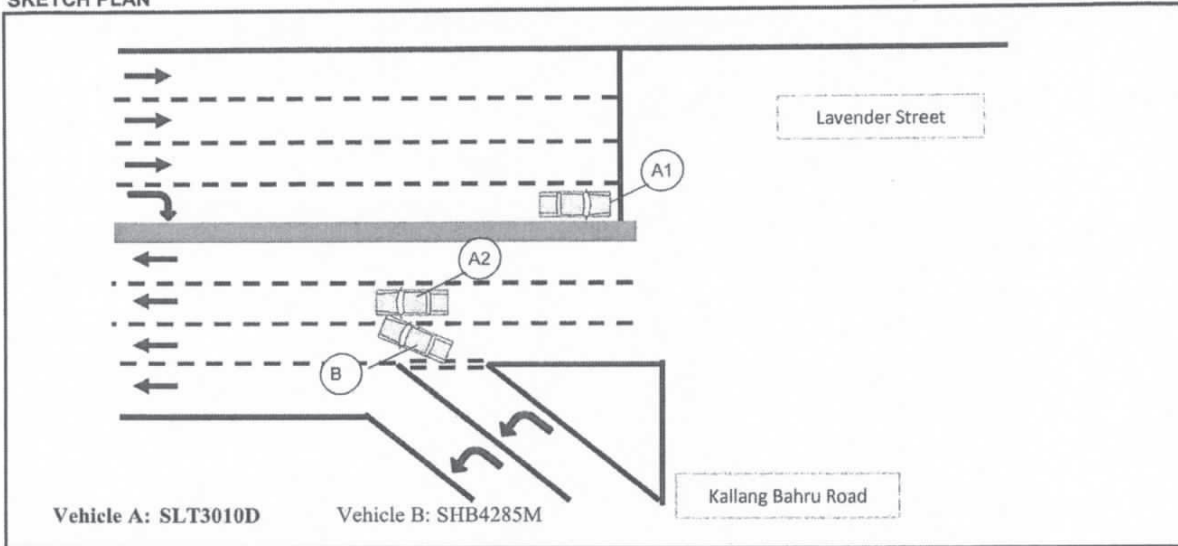 SKETCH PLAN
Lavender Street
A1
A2
B
Kallang Bahru Road
Vehicle A: SLT3010D Vehicle B: SHB4285M